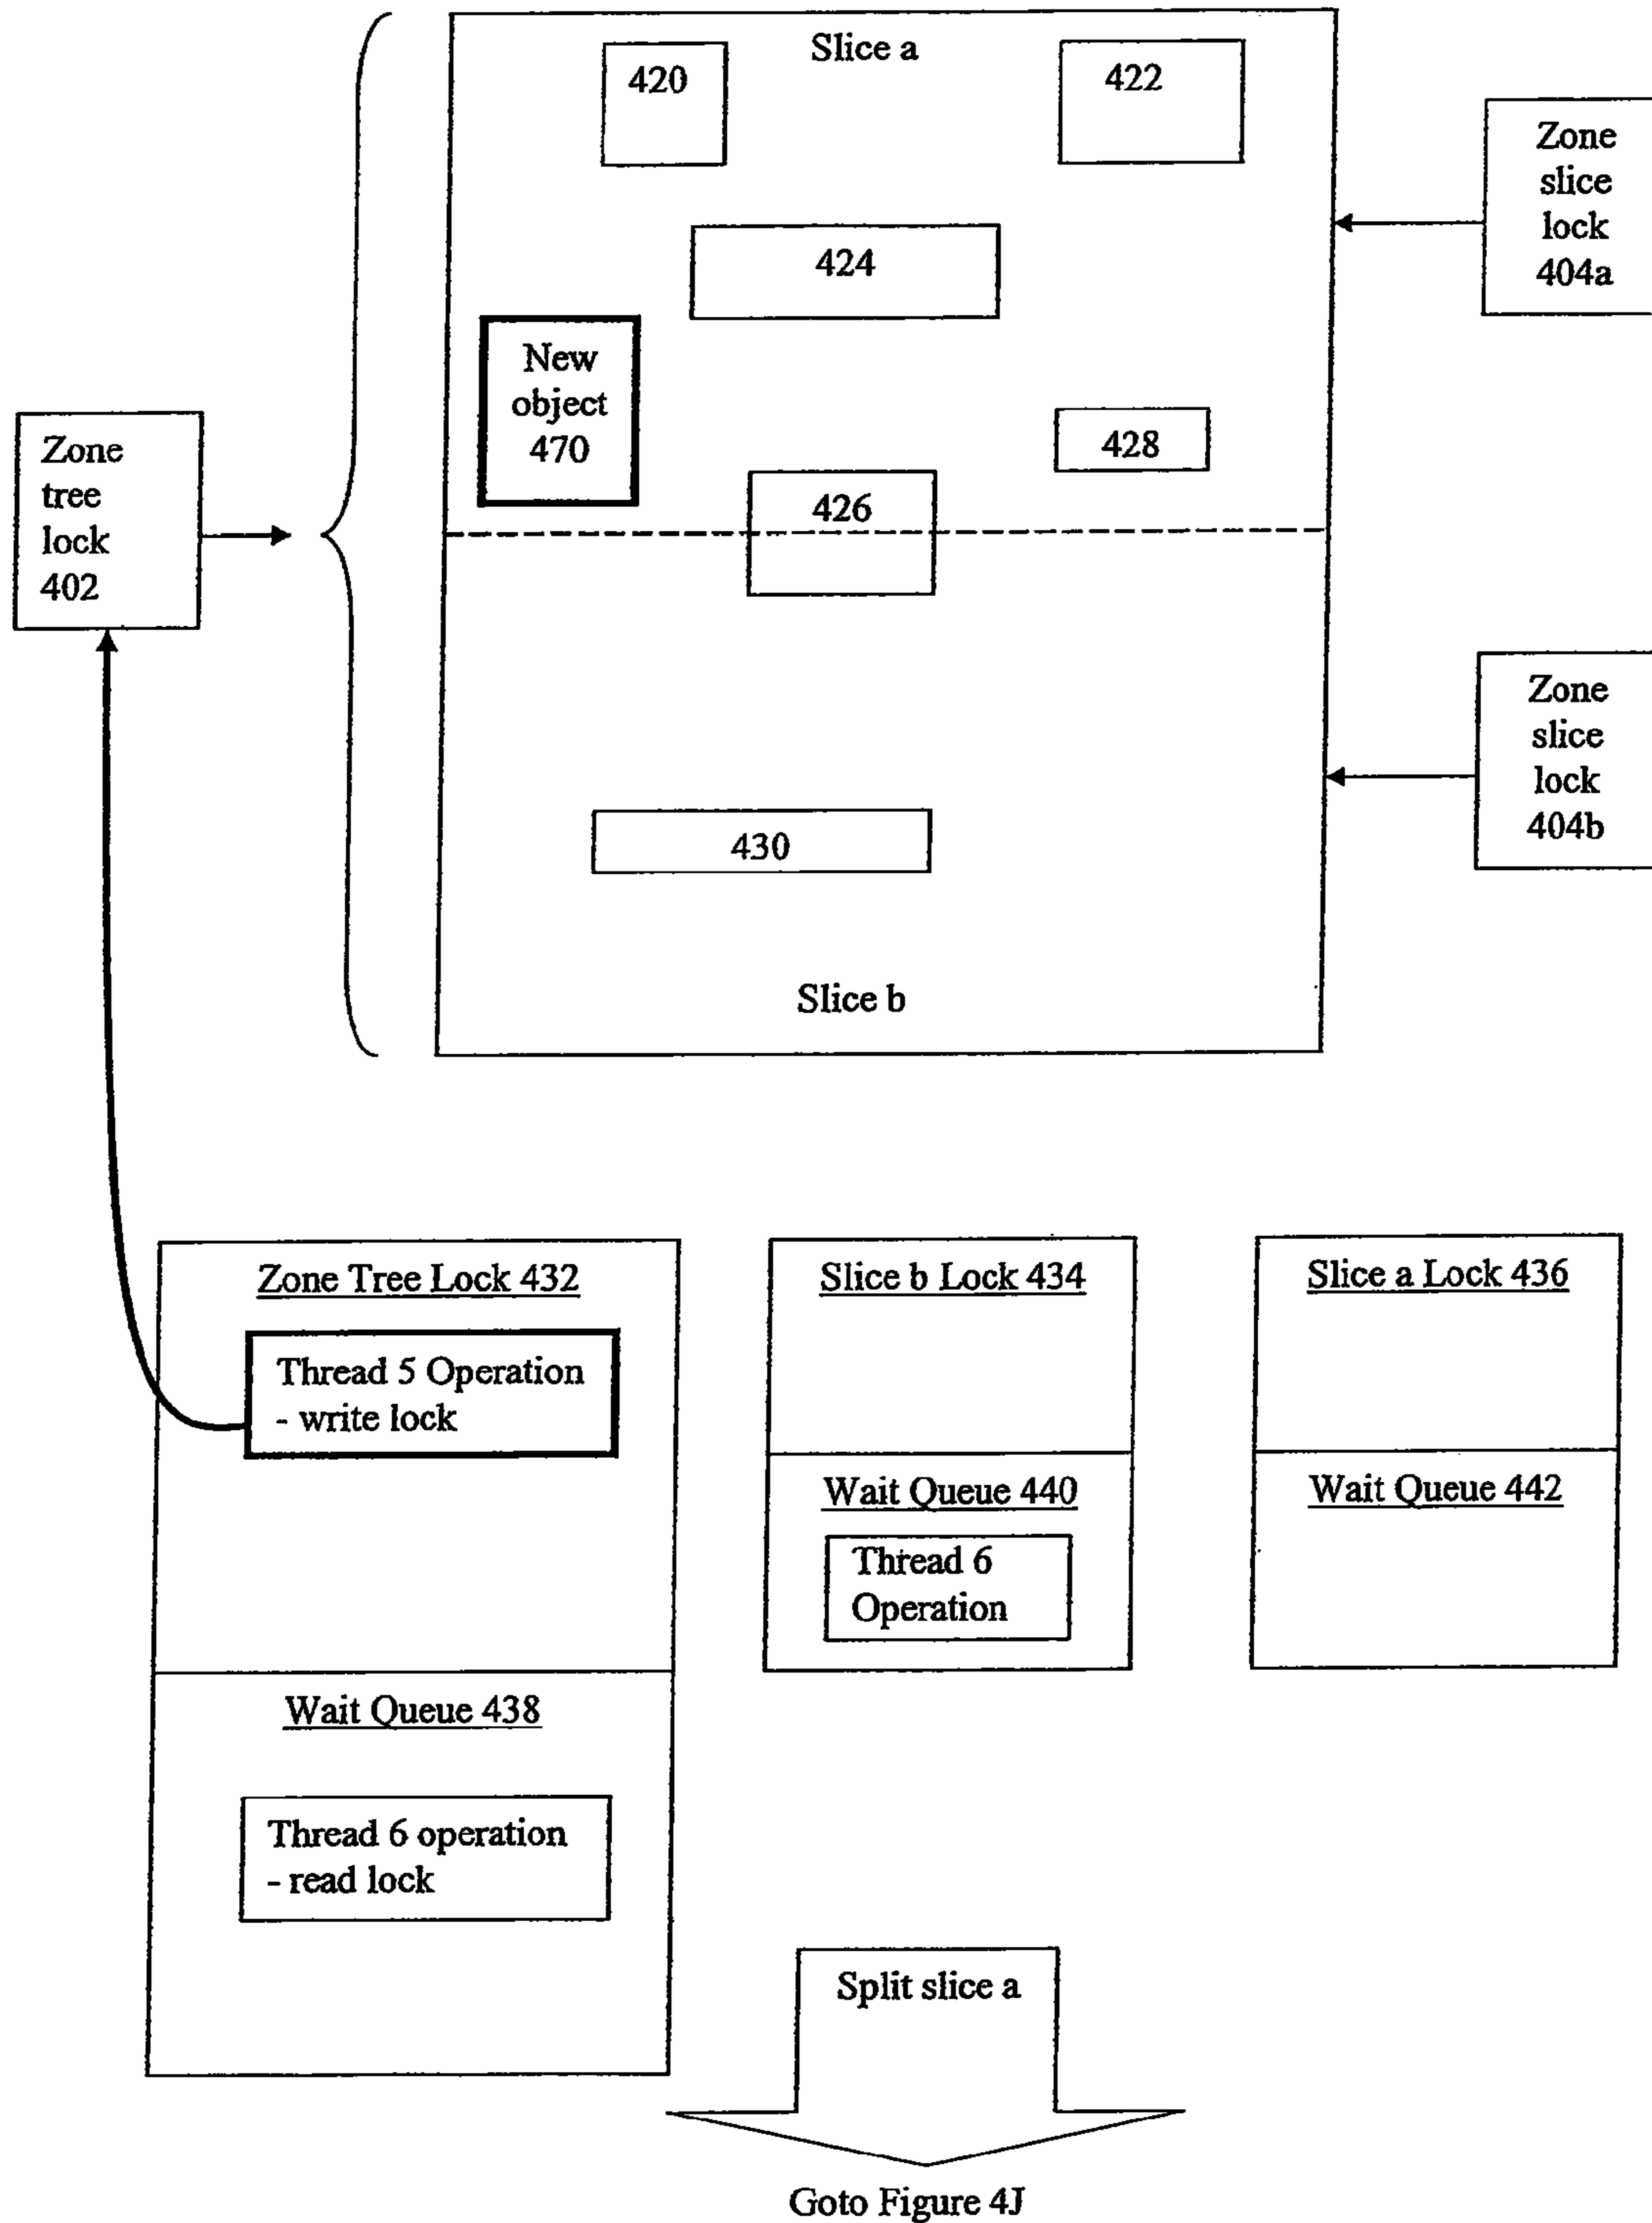 Slice a
420
422
Zone
slice
lock
404a
424
New
object
470
428
426
Zone
tree
lock
402
Zone
slice
lock
404b
430
Slice b
Zone Tree Lock 432
Thread 5 Operation
- write lock
Wait Queue 438
Thread 6 operation
- read lock
Slice b Lock 434
Wait Queue 440
Thread 6
Operation
Slice a Lock 436
Wait Queue 442
Split slice a
Goto Figure 4J